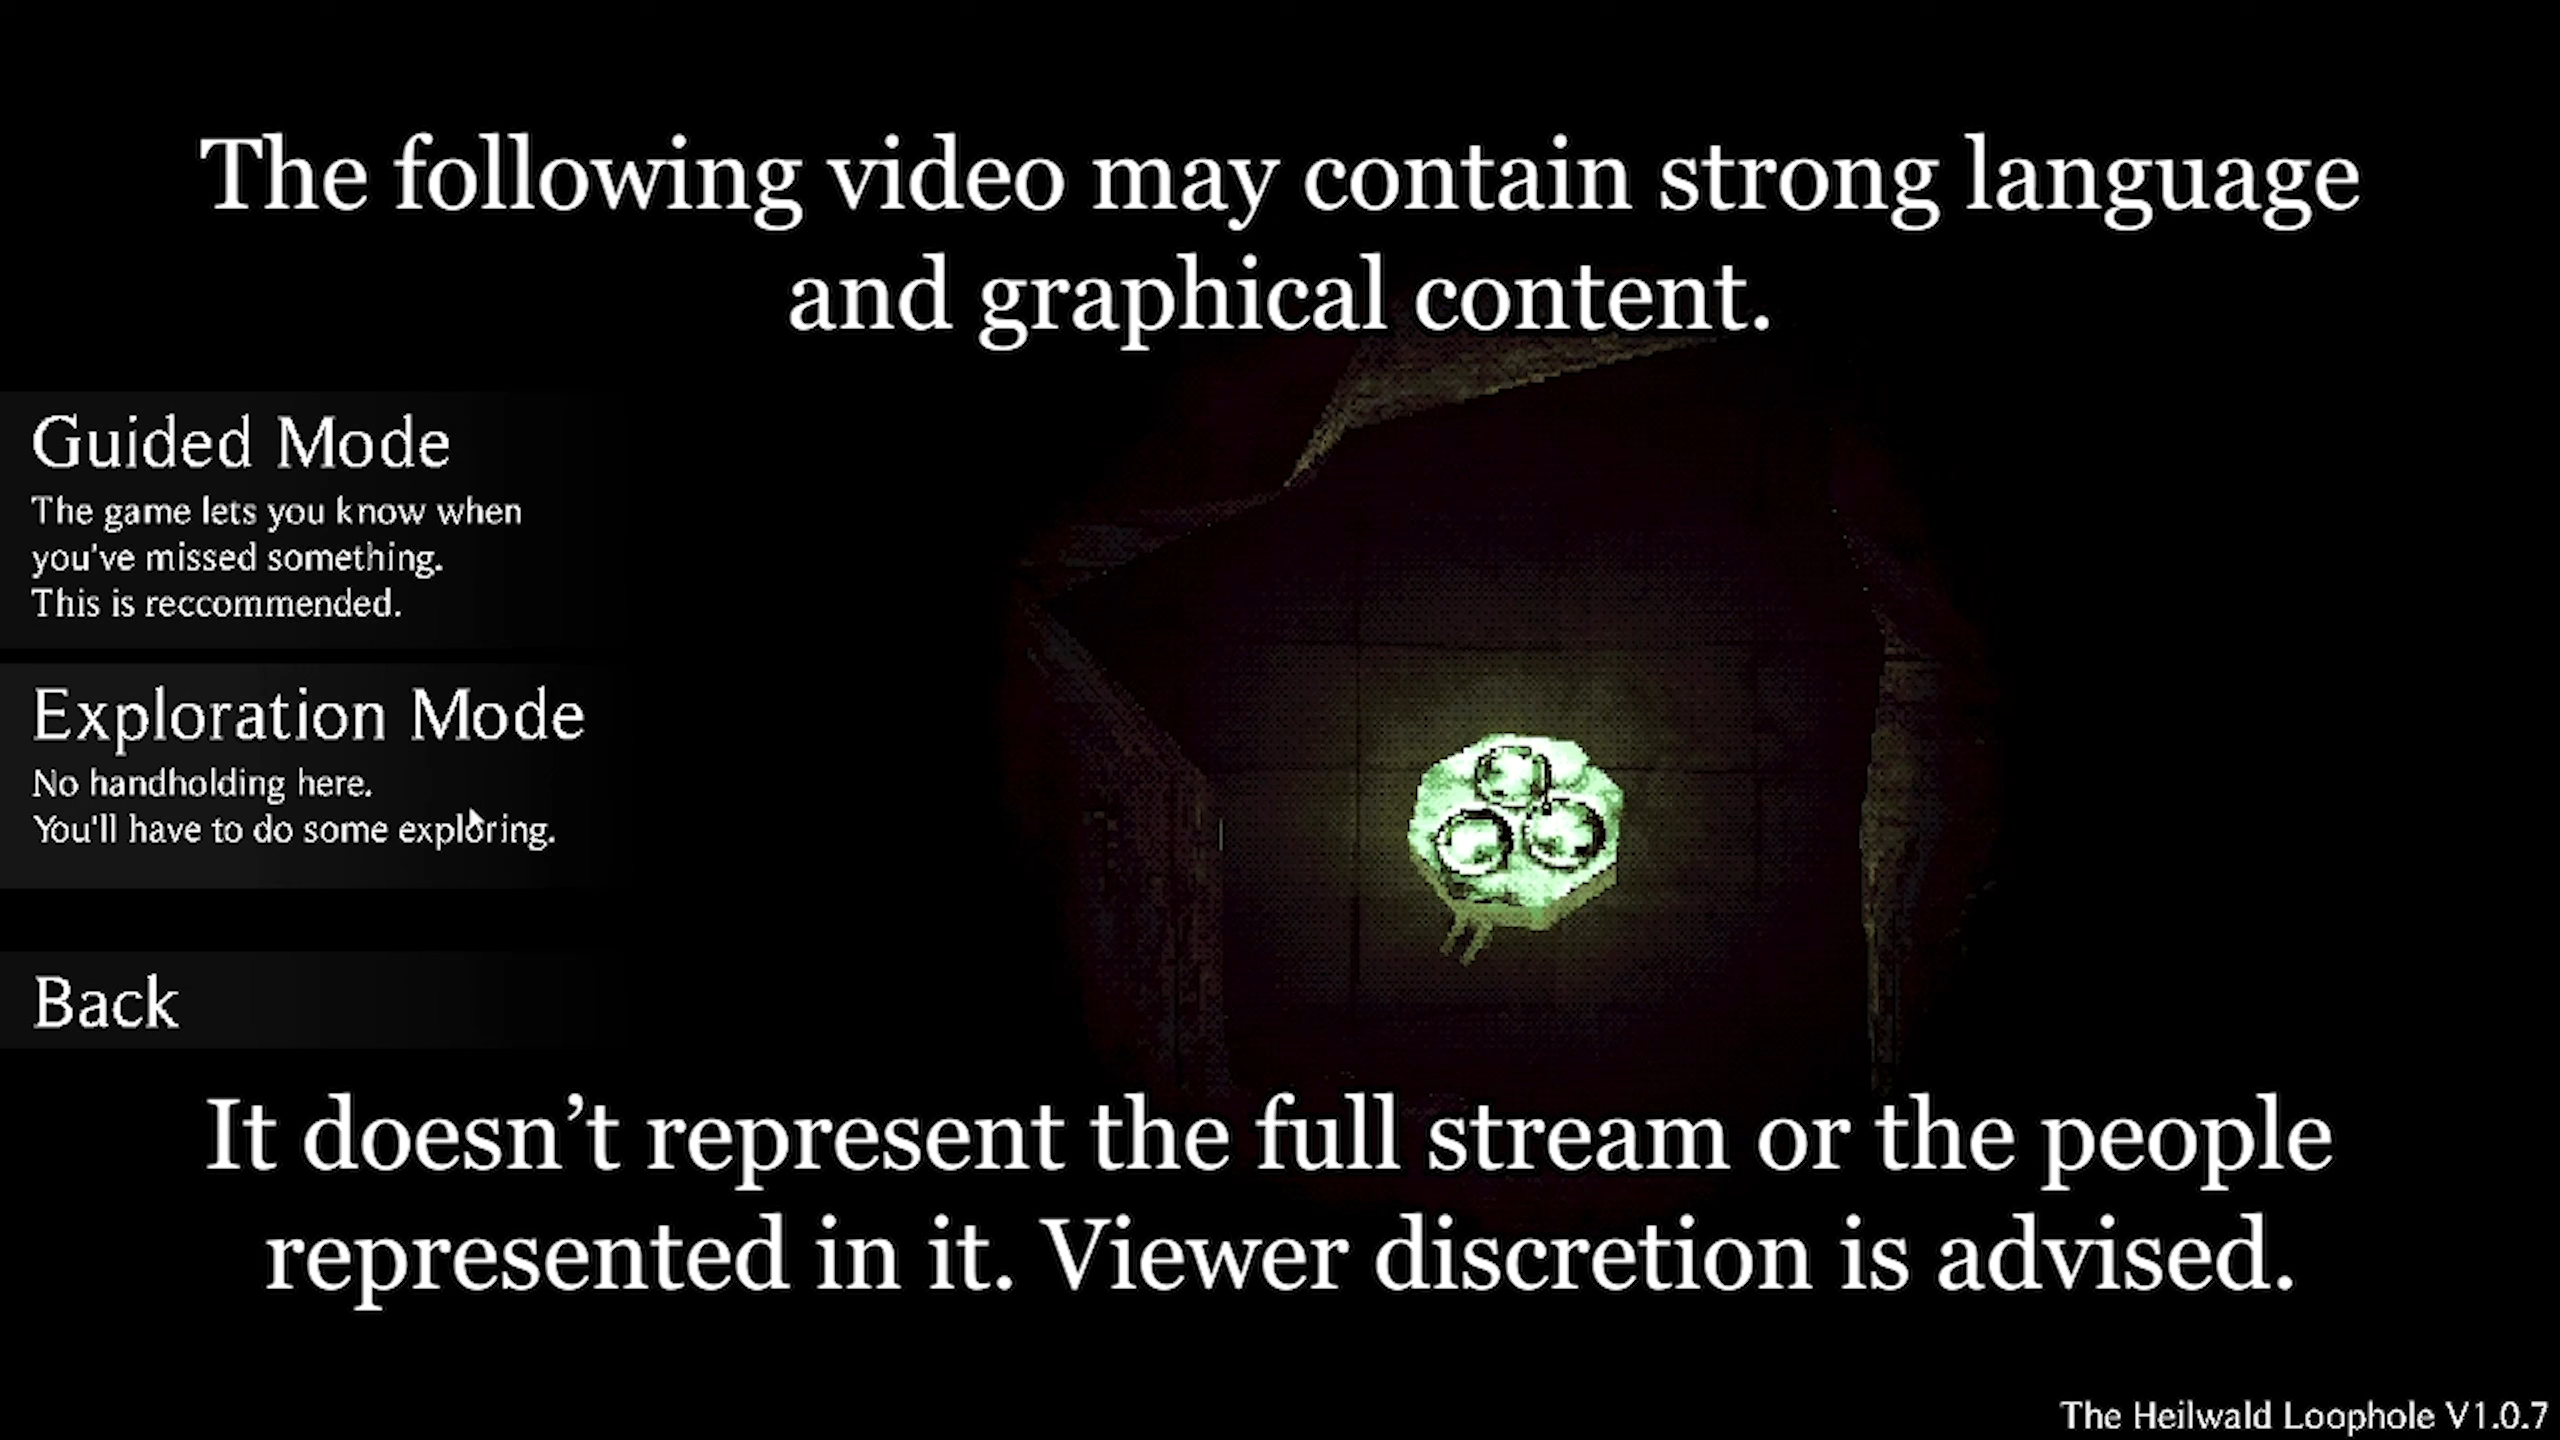 The following video may contain strong language
and graphical content.
Guided Mode
The game lets you know when
you've missed something.
This is reccommended.
Exploration Mode
No handholding here.
You'll have to do some exploring.
Back
It doesn’t represent the full stream or the people
represented in it. Viewer discretion is advised.
The Heilwald Loophole V1.0.7